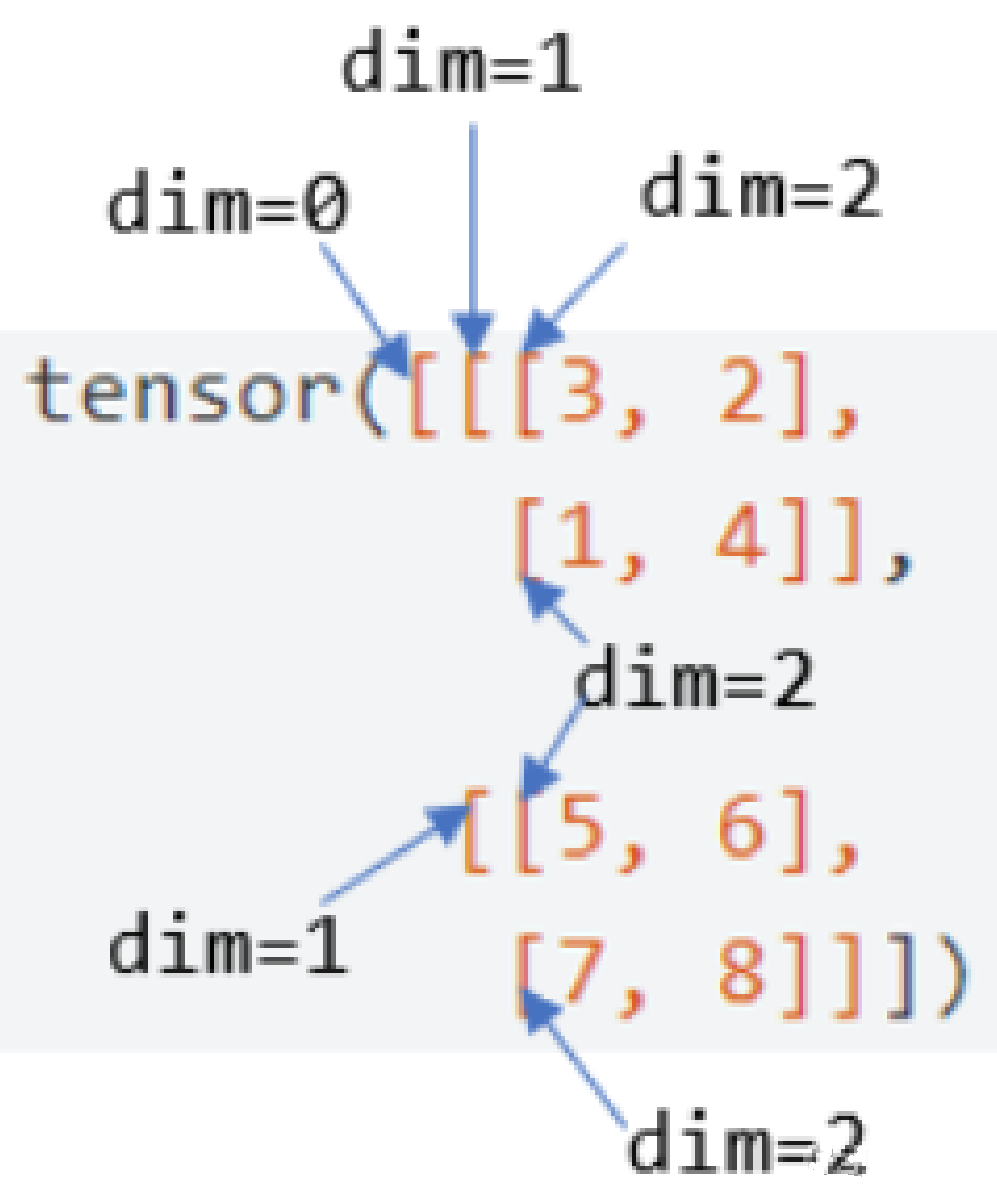 dim=1
dim=0
dim=2
tensor([[[3, 2],
[1, 4]],
dim=2
[[5, 6],
dim=1
[7, 8]]])
dim=2